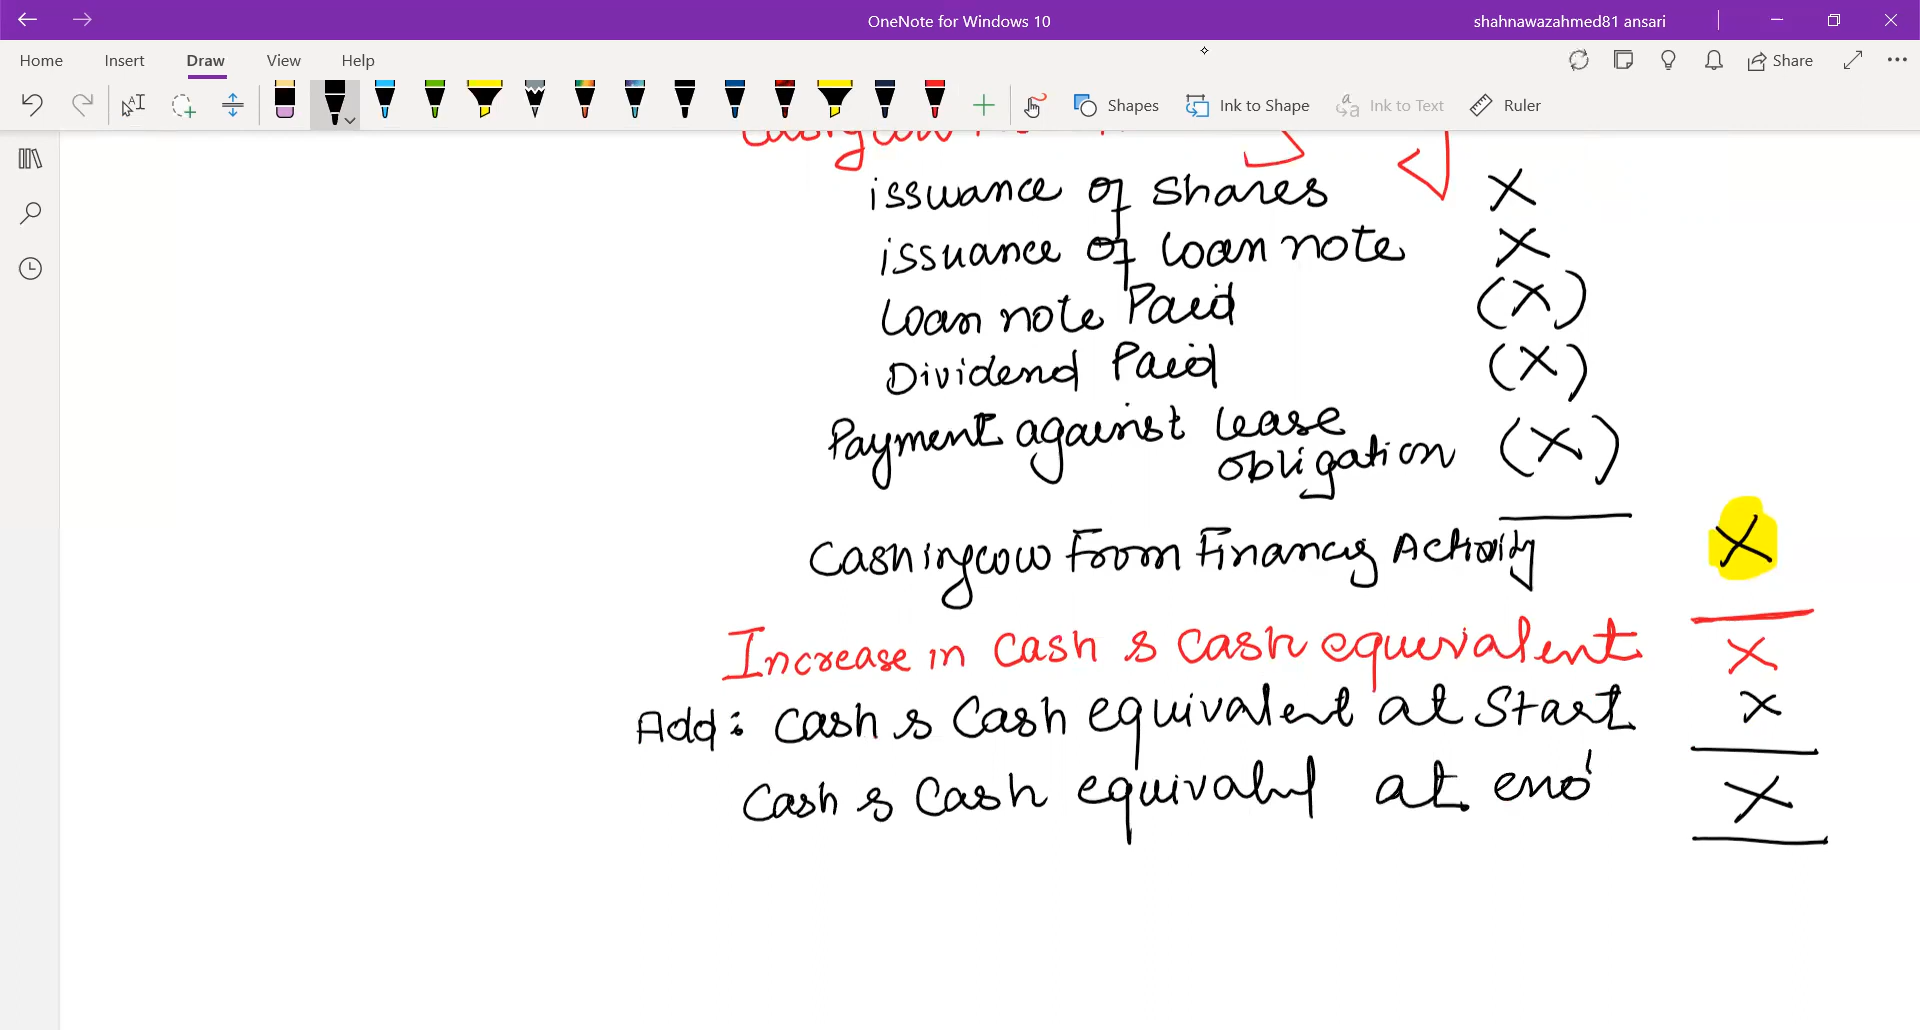 OneNote for Windows 10
shahnawazahmed81 ansari
Home Insert Draw View Help
Share
Shapes Ink to Shape Ink to Text Ruler
issuance of shares X
issuance of loan note X
Loan note Paid (X)
Dividend Paid (X)
Payment against lease
obligation (X)
From Financing Activity X
Increase in Cash & Cash equivalent X
Add: Cash & Cash equivalent at Start X
Cash & Cash equivalent at end X